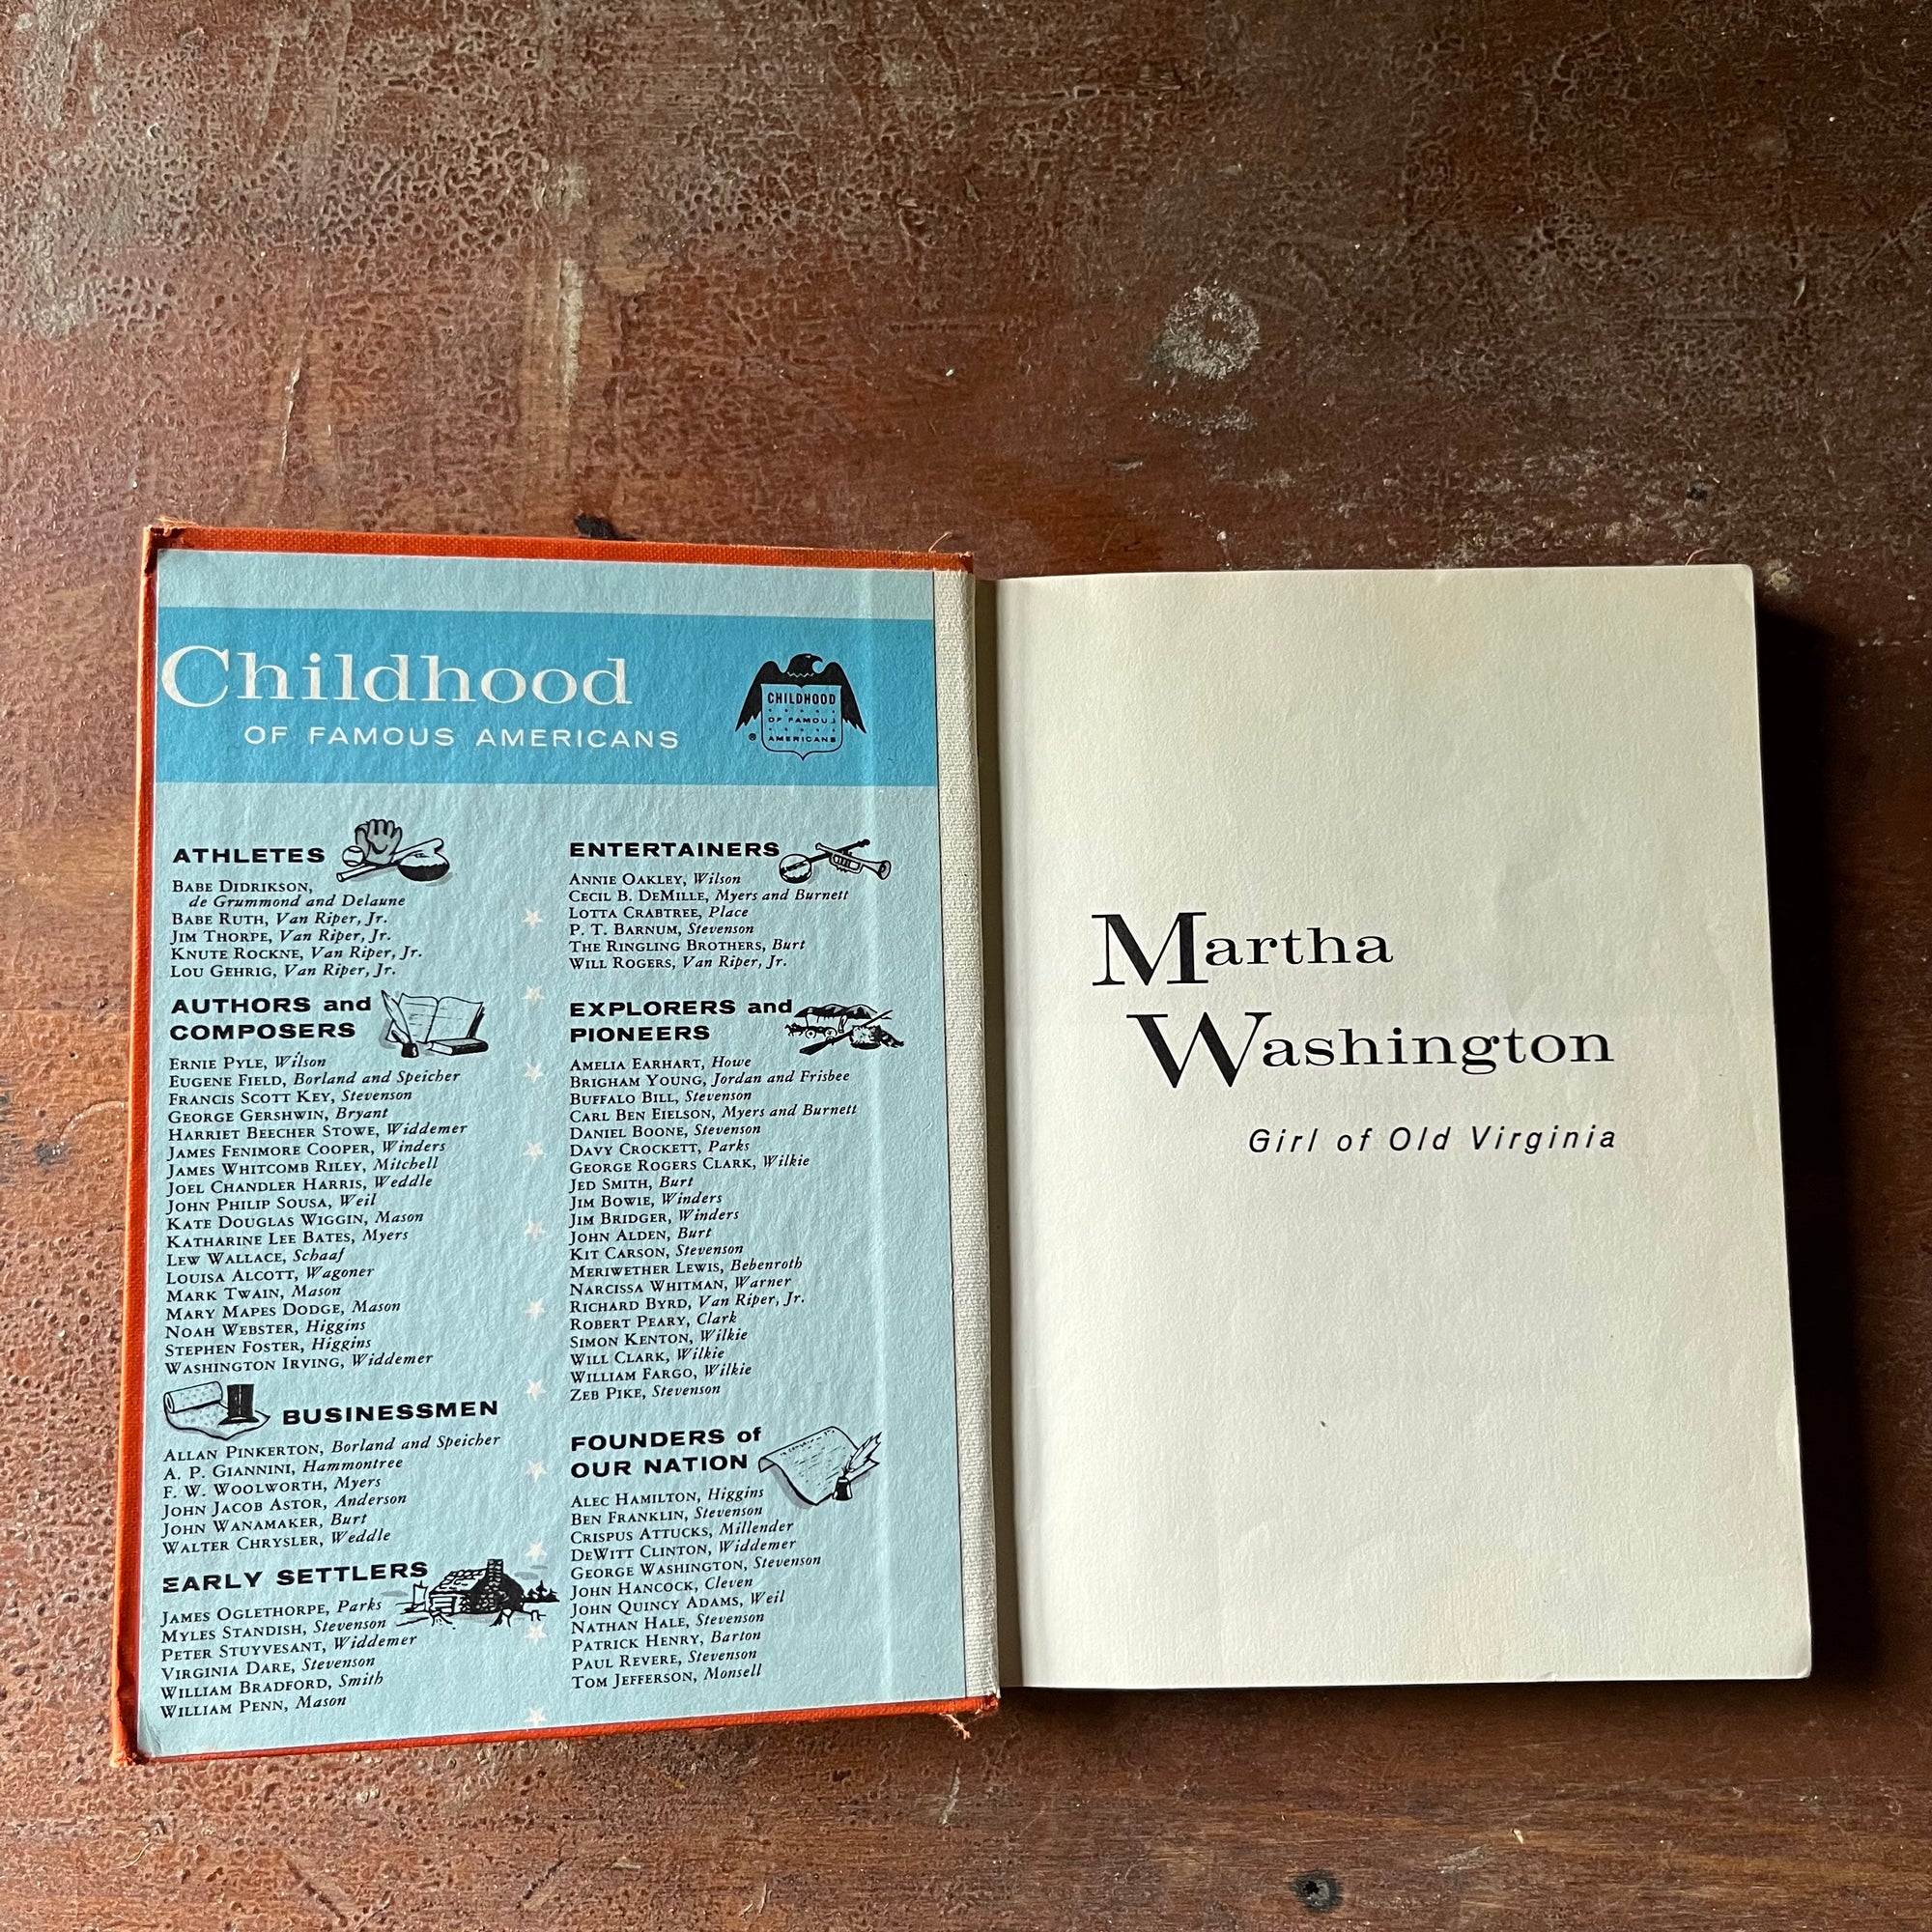 Childhood
OF FAMOUS AMERICANS
CHILDHOOD
OF FAMOUS
AMERICANS
®
ATHLETES
BABE DIDRIKSON,
de Grummond and Delaune
BABE RUTH, Van Riper, Jr.
JIM THORPE, Van Riper, Jr.
KNUTE ROCKNE, Van Riper, Jr.
LOU GEHRIG, Van Riper, Jr.
AUTHORS and
COMPOSERS
ERNIE PYLE, Wilson
EUGENE FIELD, Borland and Speicher
FRANCIS SCOTT KEY, Stevenson
GEORGE GERSHWIN, Bryant
HARRIET BEECHER STOWE, Widdemer
JAMES FENIMORE COOPER, Winders
JAMES WHITCOMB RILEY, Mitchell
JOEL CHANDLER HARRIS, Weddle
JOHN PHILIP SOUSA, Weil
KATE DOUGLAS WIGGIN, Mason
KATHARINE LEE BATES, Myers
LEW WALLACE, Schaaf
LOUISA ALCOTT, Wagoner
MARK TWAIN, Mason
MARY MAPES DODGE, Mason
NOAH WEBSTER, Higgins
STEPHEN FOSTER, Higgins
WASHINGTON IRVING, Widdemer
BUSINESSMEN
ALLAN PINKERTON, Borland and Speicher
A. P. GIANNINI, Hammontree
F. W. WOOLWORTH, Myers
JOHN JACOB ASTOR, Anderson
JOHN WANAMAKER, Burt
WALTER CHRYSLER, Weddle
EARLY SETTLERS
JAMES OGLETHORPE, Parks
MYLES STANDISH, Stevenson
PETER STUYVESANT, Widdemer
VIRGINIA DARE, Stevenson
WILLIAM BRADFORD, Smith
WILLIAM PENN, Mason
ENTERTAINERS
ANNIE OAKLEY, Wilson
CECIL B. DEMILLE, Myers and Burnett
LOTTA CRABTREE, Place
P. T. BARNUM, Stevenson
THE RINGLING BROTHERS, Burt
WILL ROGERS, Van Riper, Jr.
EXPLORERS and
PIONEERS
AMELIA EARHART, Howe
BRIGHAM YOUNG, Jordan and Frisbee
BUFFALO BILL, Stevenson
CARL BEN EIELSON, Myers and Burnett
DANIEL BOONE, Stevenson
DAVY CROCKETT, Parks
GEORGE ROGERS CLARK, Wilkie
JED SMITH, Burt
JIM BOWIE, Winders
JIM BRIDGER, Winders
JOHN ALDEN, Burt
KIT CARSON, Stevenson
MERIWETHER LEWIS, Bebenroth
NARCISSA WHITMAN, Warner
RICHARD BYRD, Van Riper, Jr.
ROBERT PEARY, Clark
SIMON KENTON, Wilkie
WILL CLARK, Wilkie
WILLIAM FARGO, Wilkie
ZEB PIKE, Stevenson
FOUNDERS of
OUR NATION
ALEC HAMILTON, Higgins
BEN FRANKLIN, Stevenson
CRISPUS ATTUCKS, Millender
DEWITT CLINTON, Widdemer
GEORGE WASHINGTON, Stevenson
JOHN HANCOCK, Cleven
JOHN QUINCY ADAMS, Weil
NATHAN HALE, Stevenson
PATRICK HENRY, Barton
PAUL REVERE, Stevenson
TOM JEFFERSON, Monsell
Martha
Washington
Girl of Old Virginia